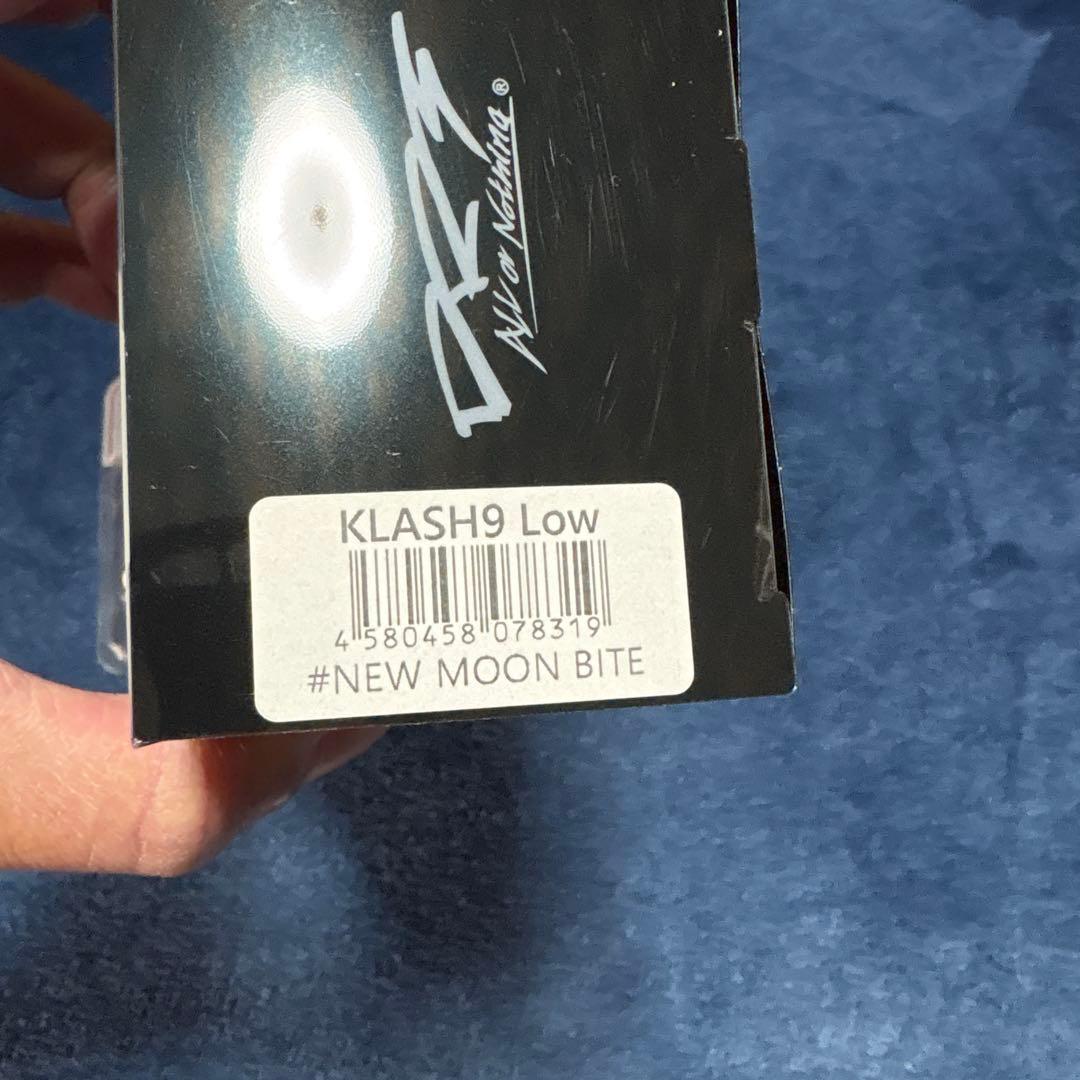 All or Nothing®
KLASH9 Low
4 580458 078319
#NEW MOON BITE